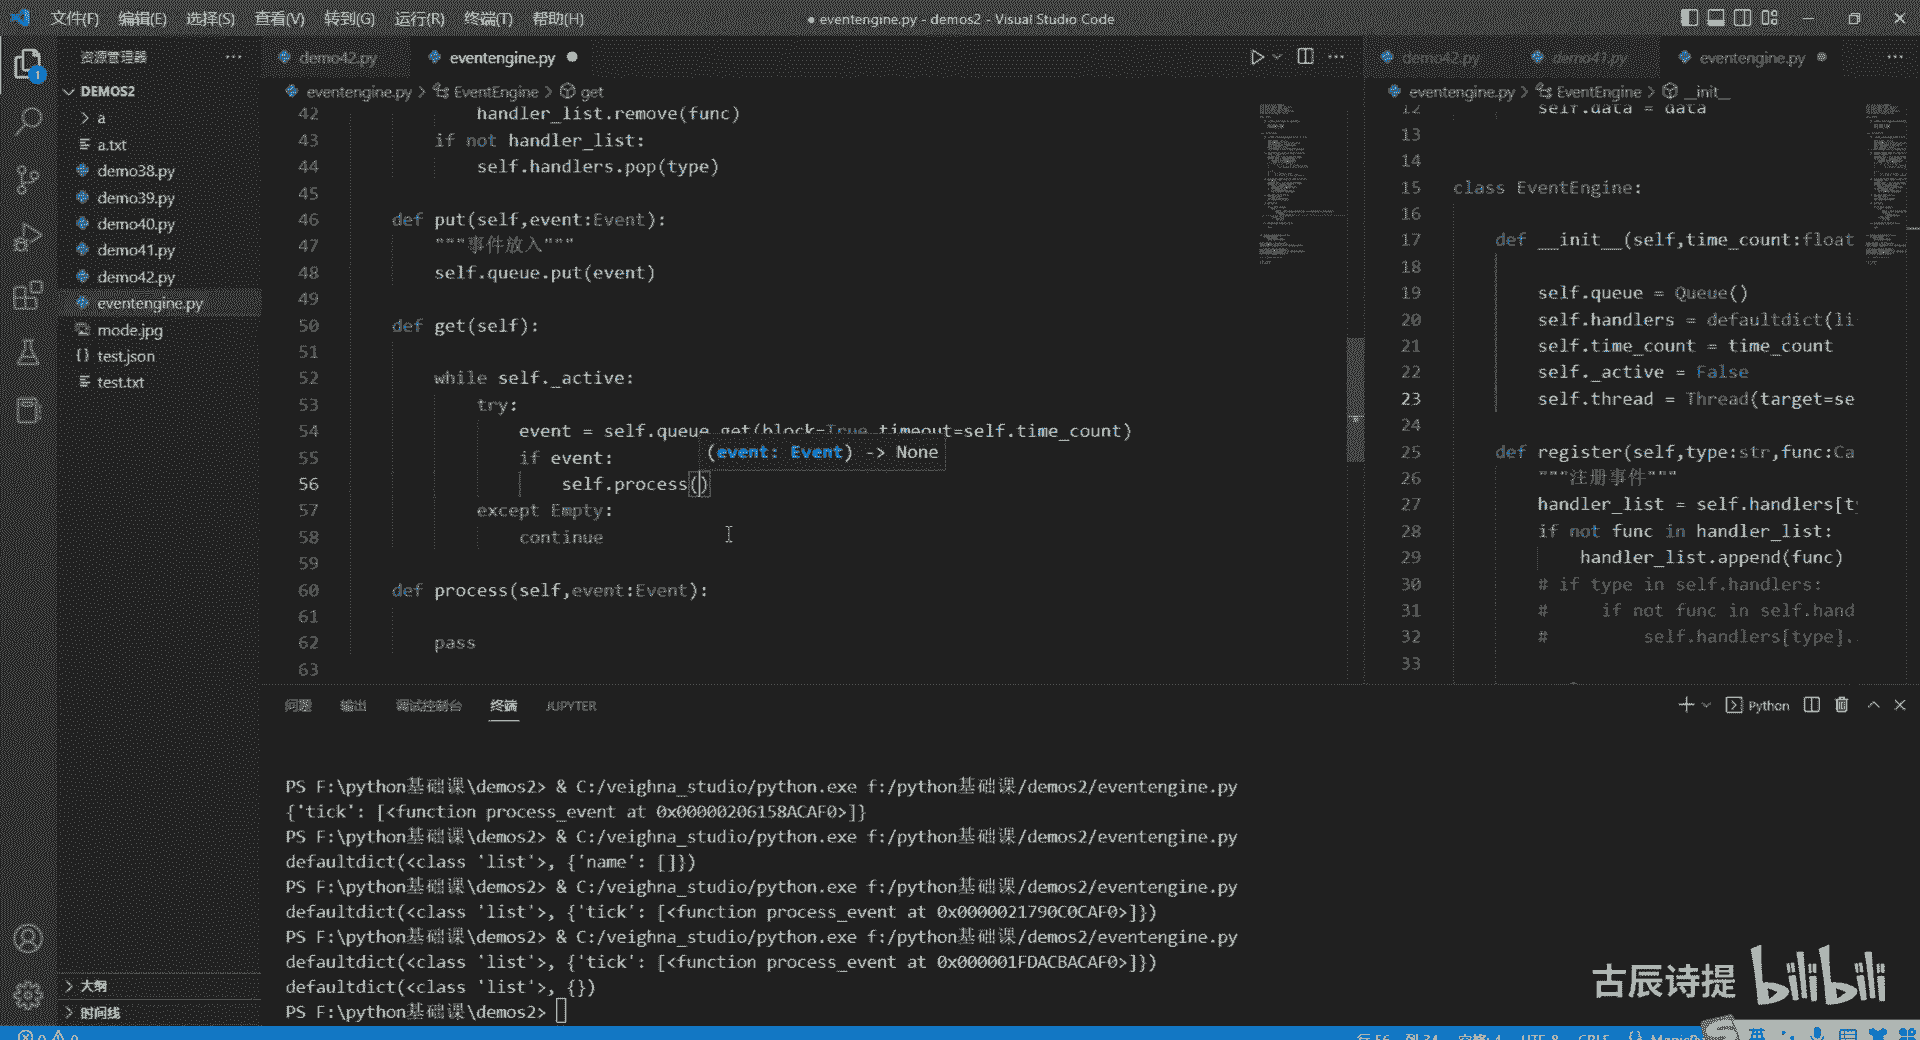 文件(F) 编辑(E) 选择(S) 查看(V) 转到(G) 运行(R) 终端(T) 帮助(H)
● eventengine.py - demos2 - Visual Studio Code
资源管理器
DEMOS2
a
a.txt
demo38.py
demo39.py
demo40.py
demo41.py
demo42.py
eventengine.py
mode.jpg
test.json
test.txt
大纲
时间线
1
demo42.py
eventengine.py
eventengine.py > EventEngine > get
42 handler_list.remove(func)
43 if not handler_list:
44 self.handlers.pop(type)
45
46 def put(self,event:Event):
47 """事件放入"""
48 self.queue.put(event)
49
50 def get(self):
51
52 while self._active:
53 try:
54 event = self.queue.get(block=True,timeout=self.time_count)
55 if event:
(event: Event) -> None
56 self.process()
57 except Empty:
58 continue
59
60 def process(self,event:Event):
61
62 pass
63
demo42.py
demo41.py
eventengine.py
eventengine.py > EventEngine > __init__
12 self.data = data
13
14
15 class EventEngine:
16
17 def __init__(self,time_count:float
18
19 self.queue = Queue()
20 self.handlers = defaultdict(li
21 self.time_count = time_count
22 self._active = False
23 self.thread = Thread(target=se
24
25 def register(self,type:str,func:Ca
26 """注册事件"""
27 handler_list = self.handlers[ty
28 if not func in handler_list:
29 handler_list.append(func)
30 # if type in self.handlers:
31 # if not func in self.hand
32 # self.handlers[type].
33
问题 输出 调试控制台 终端 JUPYTER
Python
PS F:\python基础课\demos2> & C:/veighna_studio/python.exe f:/python基础课/demos2/eventengine.py
{'tick': [<function process_event at 0x00000206158ACAF0>]}
PS F:\python基础课\demos2> & C:/veighna_studio/python.exe f:/python基础课/demos2/eventengine.py
defaultdict(<class 'list'>, {'name': []})
PS F:\python基础课\demos2> & C:/veighna_studio/python.exe f:/python基础课/demos2/eventengine.py
defaultdict(<class 'list'>, {'tick': [<function process_event at 0x0000021790C0CAF0>]})
PS F:\python基础课\demos2> & C:/veighna_studio/python.exe f:/python基础课/demos2/eventengine.py
defaultdict(<class 'list'>, {'tick': [<function process_event at 0x000001FDACBACAF0>]})
defaultdict(<class 'list'>, {})
PS F:\python基础课\demos2>
古辰诗提 bilibili
行 56, 列 34 空格: 4 UTF-8 CRLF
英